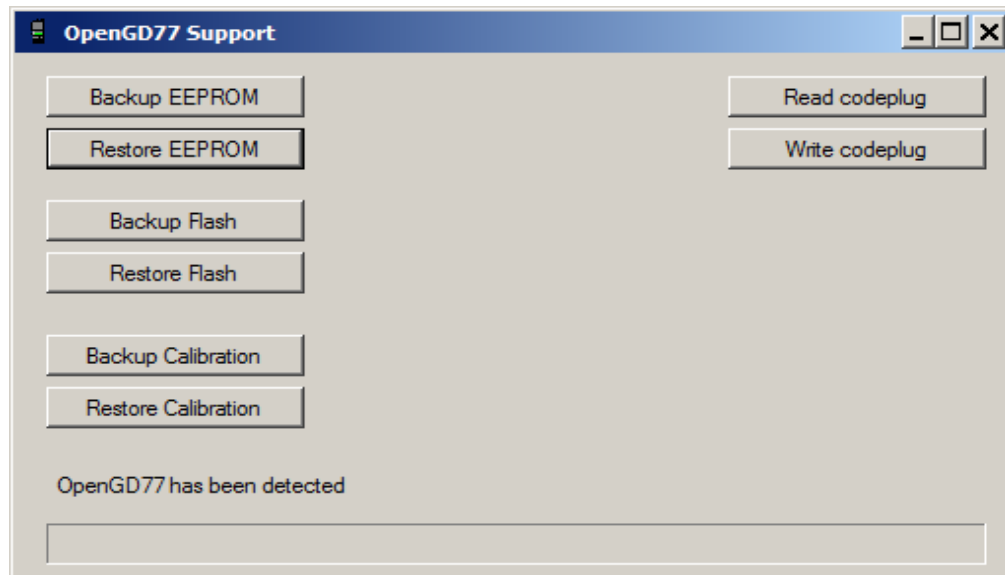 OpenGD77 Support
Backup EEPROM
Read codeplug
Restore EEPROM
Write codeplug
Backup Flash
Restore Flash
Backup Calibration
Restore Calibration
OpenGD77 has been detected